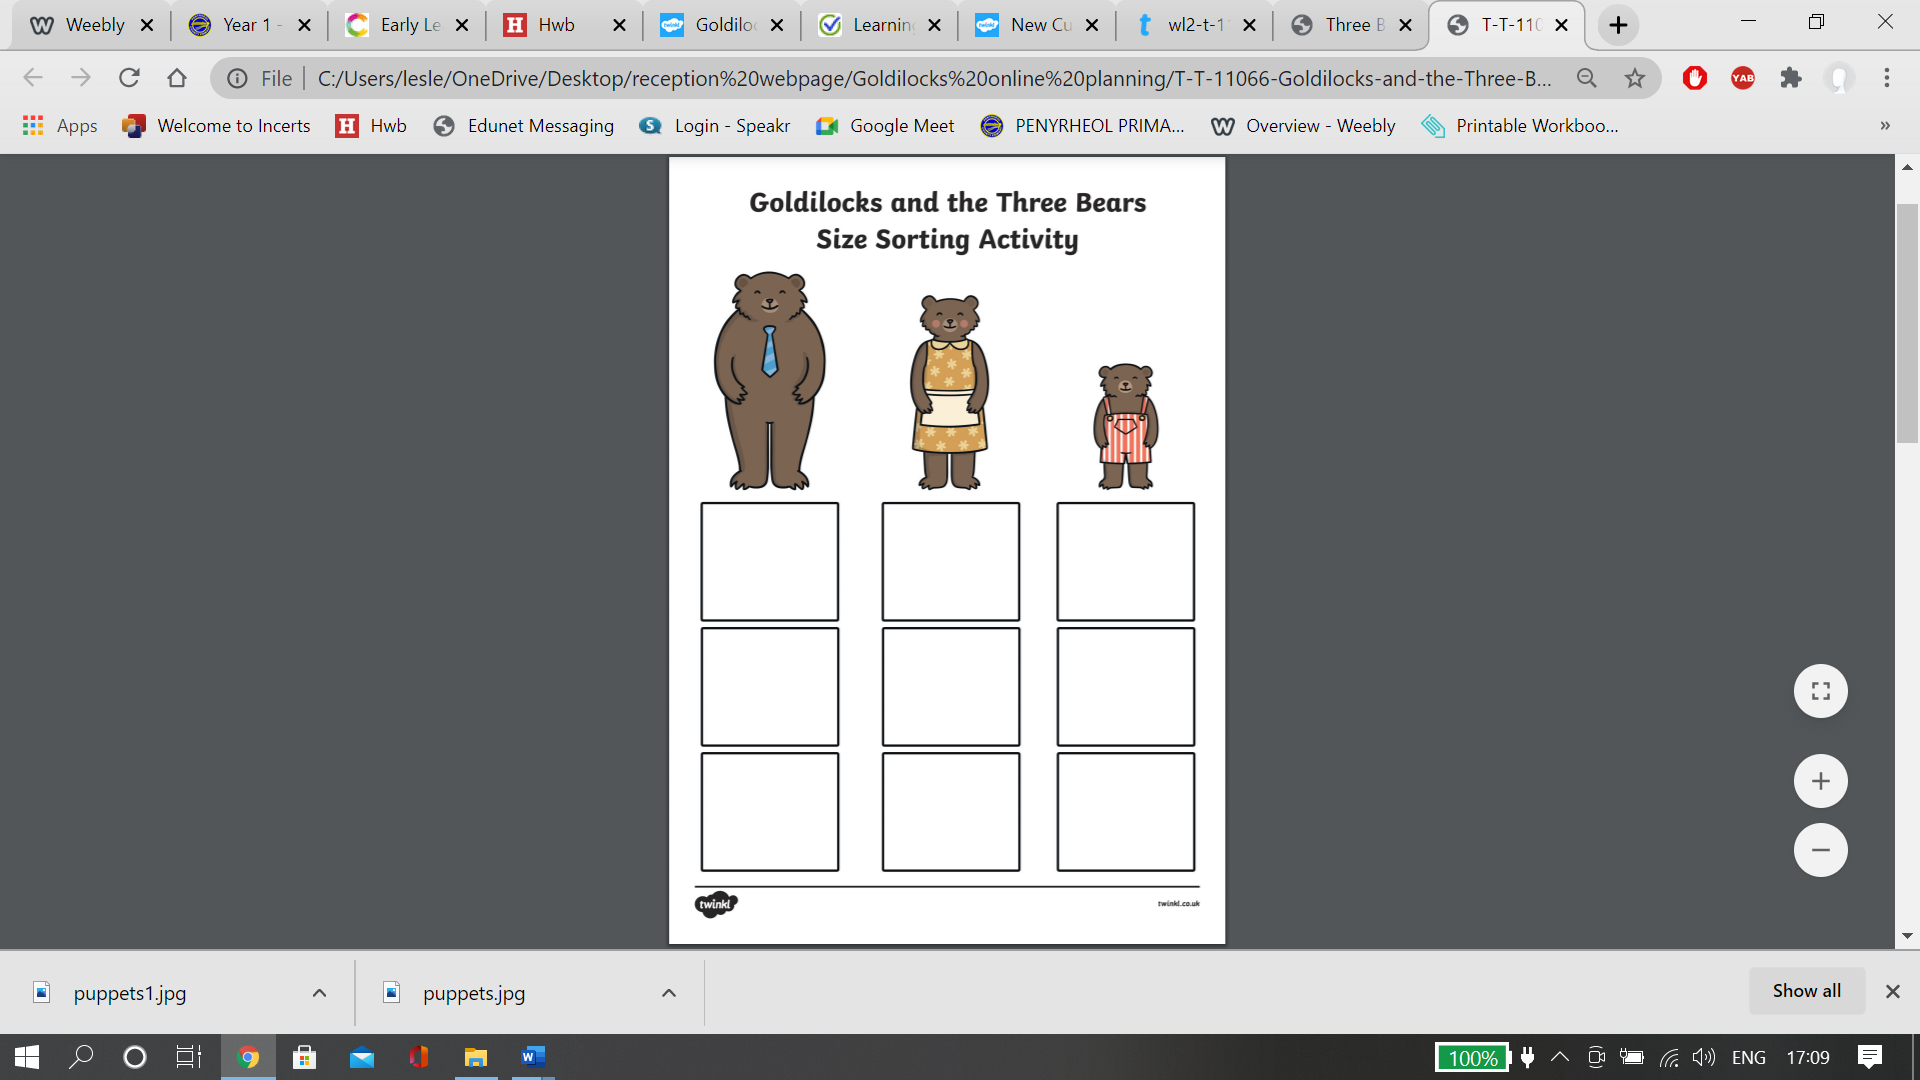 Weebly
Year 1 -
Early Le
Hwb
Goldiloc
Learning
New Cu
wl2-t-1
Three B
T-T-110
File
C:/Users/lesle/OneDrive/Desktop/reception%20webpage/Goldilocks%20online%20planning/T-T-11066-Goldilocks-and-the-Three-B...
YAB
Apps
Welcome to Incerts
Hwb
Edunet Messaging
Login - Speakr
Google Meet
PENYRHEOL PRIMA...
Overview - Weebly
Printable Workboo...
»
Goldilocks and the Three Bears
Size Sorting Activity
twinkl
twinkl.co.uk
puppets1.jpg
puppets.jpg
Show all
100%
ENG
17:09